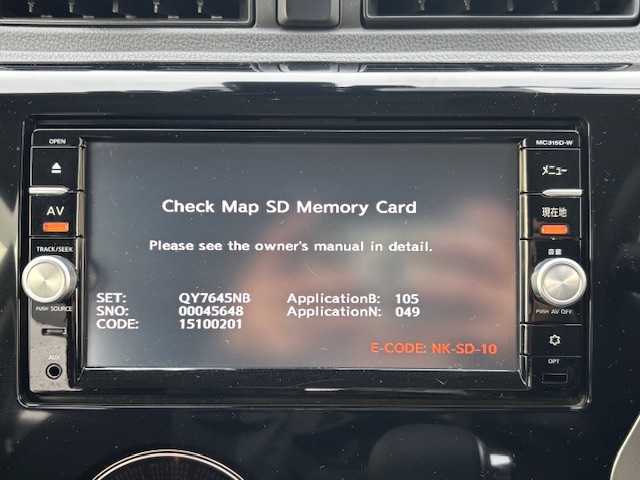 OPEN
MC315D-W
メニュー
AV
現在地
TRACK/SEEK
音量
PUSH SOURCE
PUSH AV OFF
AUX
OPT
Check Map SD Memory Card
Please see the owner's manual in detail.
SET: QY7645NB ApplicationB: 105
SNO: 00045648 ApplicationN: 049
CODE: 15100201
E-CODE: NK-SD-10